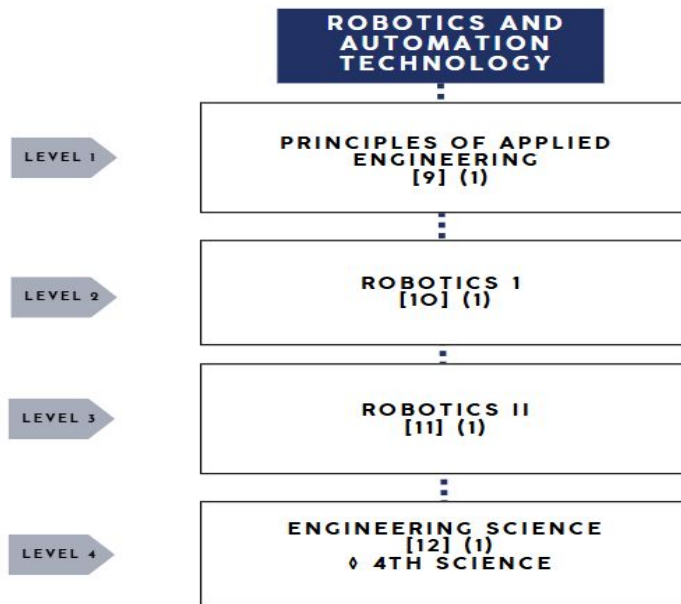 ROBOTICS AND
AUTOMATION
TECHNOLOGY
LEVEL 1
PRINCIPLES OF APPLIED
ENGINEERING
[9] (1)
LEVEL 2
ROBOTICS 1
[10] (1)
LEVEL 3
ROBOTICS II
[11] (1)
LEVEL 4
ENGINEERING SCIENCE
[12] (1)
◊ 4TH SCIENCE